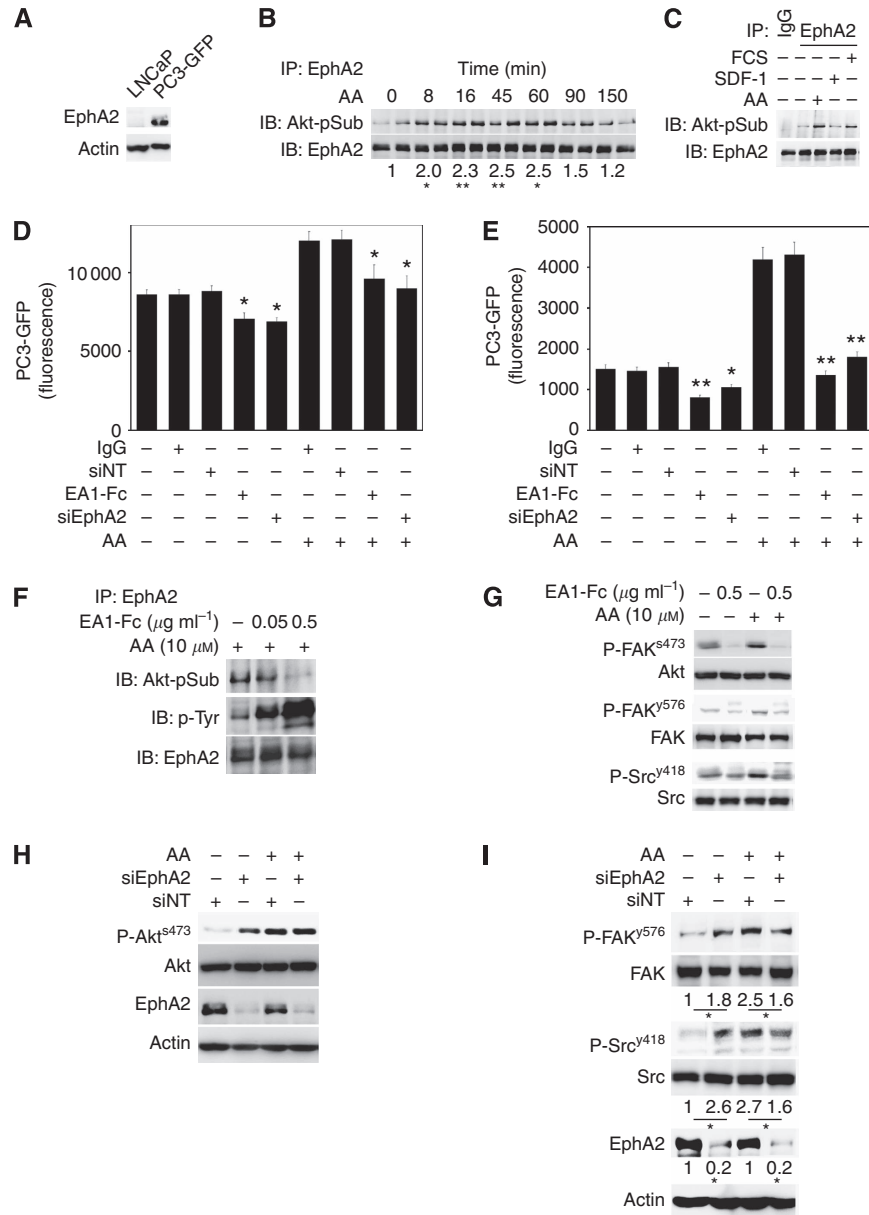 A
LNCaP
PC3-GFP
EphA2
Actin
B
IP: EphA2 Time (min)
AA 0 8 16 45 60 90 150
IB: Akt-pSub
IB: EphA2
1 2.0 2.3 2.5 2.5 1.5 1.2
* ** ** *
C
IP: IgG EphA2
FCS – – – – +
SDF-1 – – – + –
AA – – + – –
IB: Akt-pSub
IB: EphA2
D
PC3-GFP
(fluorescence)
10 000
5000
0
* * * *
IgG – + – – – + – – –
siNT – – + – – – + – –
EA1-Fc – – – + – – – + –
siEphA2 – – – – + – – – +
AA – – – – – + + + +
E
PC3-GFP
(fluorescence)
5000
4000
3000
2000
1000
0
** * ** **
IgG – + – – – + – – –
siNT – – + – – – + – –
EA1-Fc – – – + – – – + –
siEphA2 – – – – + – – – +
AA – – – – – + + + +
F
IP: EphA2
EA1-Fc (μg ml⁻¹) – 0.05 0.5
AA (10 μM) + + +
IB: Akt-pSub
IB: p-Tyr
IB: EphA2
G
EA1-Fc (μg ml⁻¹) – 0.5 – 0.5
AA (10 μM) – – + +
P-FAKˢ⁴⁷³
Akt
P-FAKʸ⁵⁷⁶
FAK
P-Srcʸ⁴¹⁸
Src
H
AA – – + +
siEphA2 – + – +
siNT + – + –
P-Aktˢ⁴⁷³
Akt
EphA2
Actin
I
AA – – + +
siEphA2 – + – +
siNT + – + –
P-FAKʸ⁵⁷⁶
FAK
1 1.8 2.5 1.6
* *
P-Srcʸ⁴¹⁸
Src
1 2.6 2.7 1.6
* *
EphA2
1 0.2 1 0.2
* *
Actin